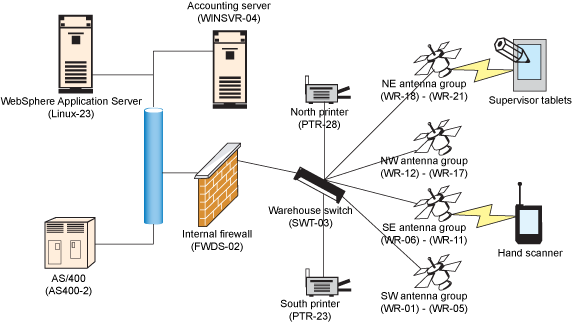 Accounting server
(WINSVR-04)
WebSphere Application Server
(Linux-23)
NE antenna group
(WR-18) - (WR-21)
Supervisor tablets
North printer
(PTR-28)
NW antenna group
(WR-12) - (WR-17)
Internal firewall
(FWDS-02)
Warehouse switch
(SWT-03)
SE antenna group
(WR-06) - (WR-11)
Hand scanner
AS/400
(AS400-2)
South printer
(PTR-23)
SW antenna group
(WR-01) - (WR-05)